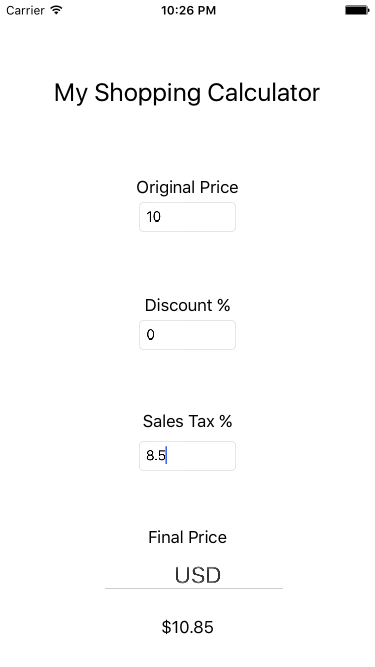 Carrier 10:26 PM
My Shopping Calculator
Original Price
10
Discount %
0
Sales Tax %
8.5
Final Price
USD
$10.85